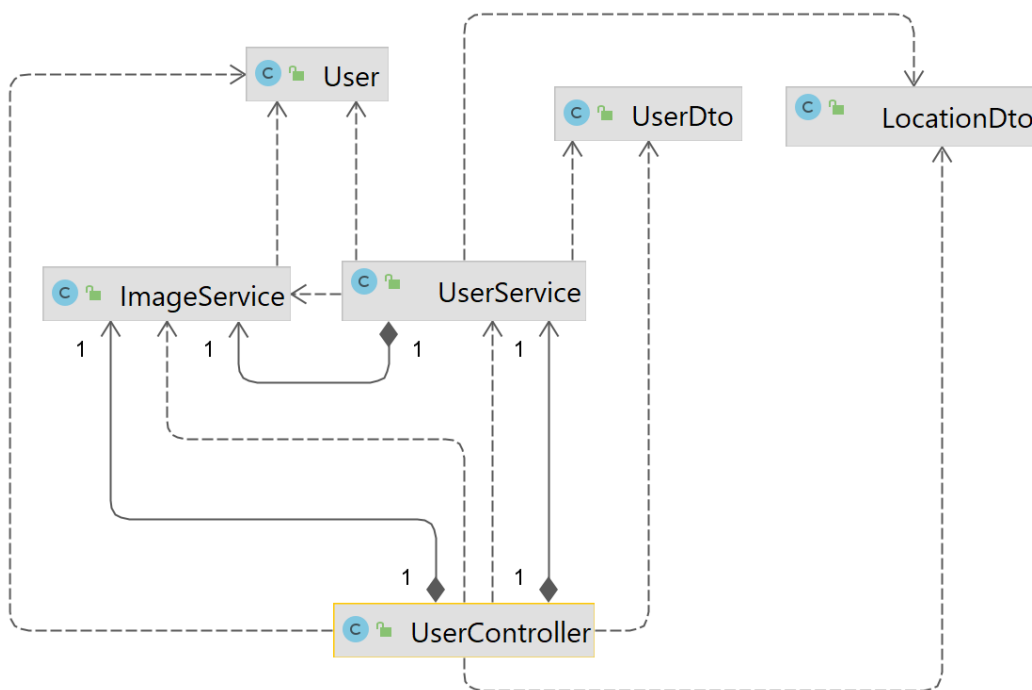 C User
C UserDto
C LocationDto
C ImageService
C UserService
1 1 1 1
1 1
C UserController